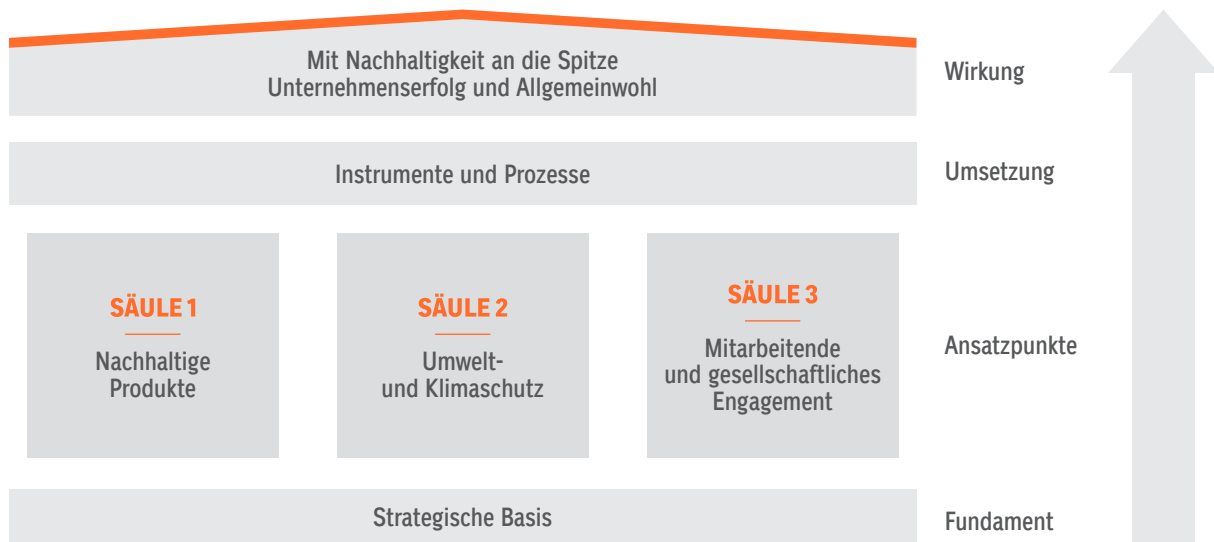 Mit Nachhaltigkeit an die Spitze
Unternehmenserfolg und Allgemeinwohl
Wirkung
Instrumente und Prozesse
Umsetzung
SÄULE 1
Nachhaltige
Produkte
SÄULE 2
Umwelt-
und Klimaschutz
SÄULE 3
Mitarbeitende
und gesellschaftliches
Engagement
Ansatzpunkte
Strategische Basis
Fundament